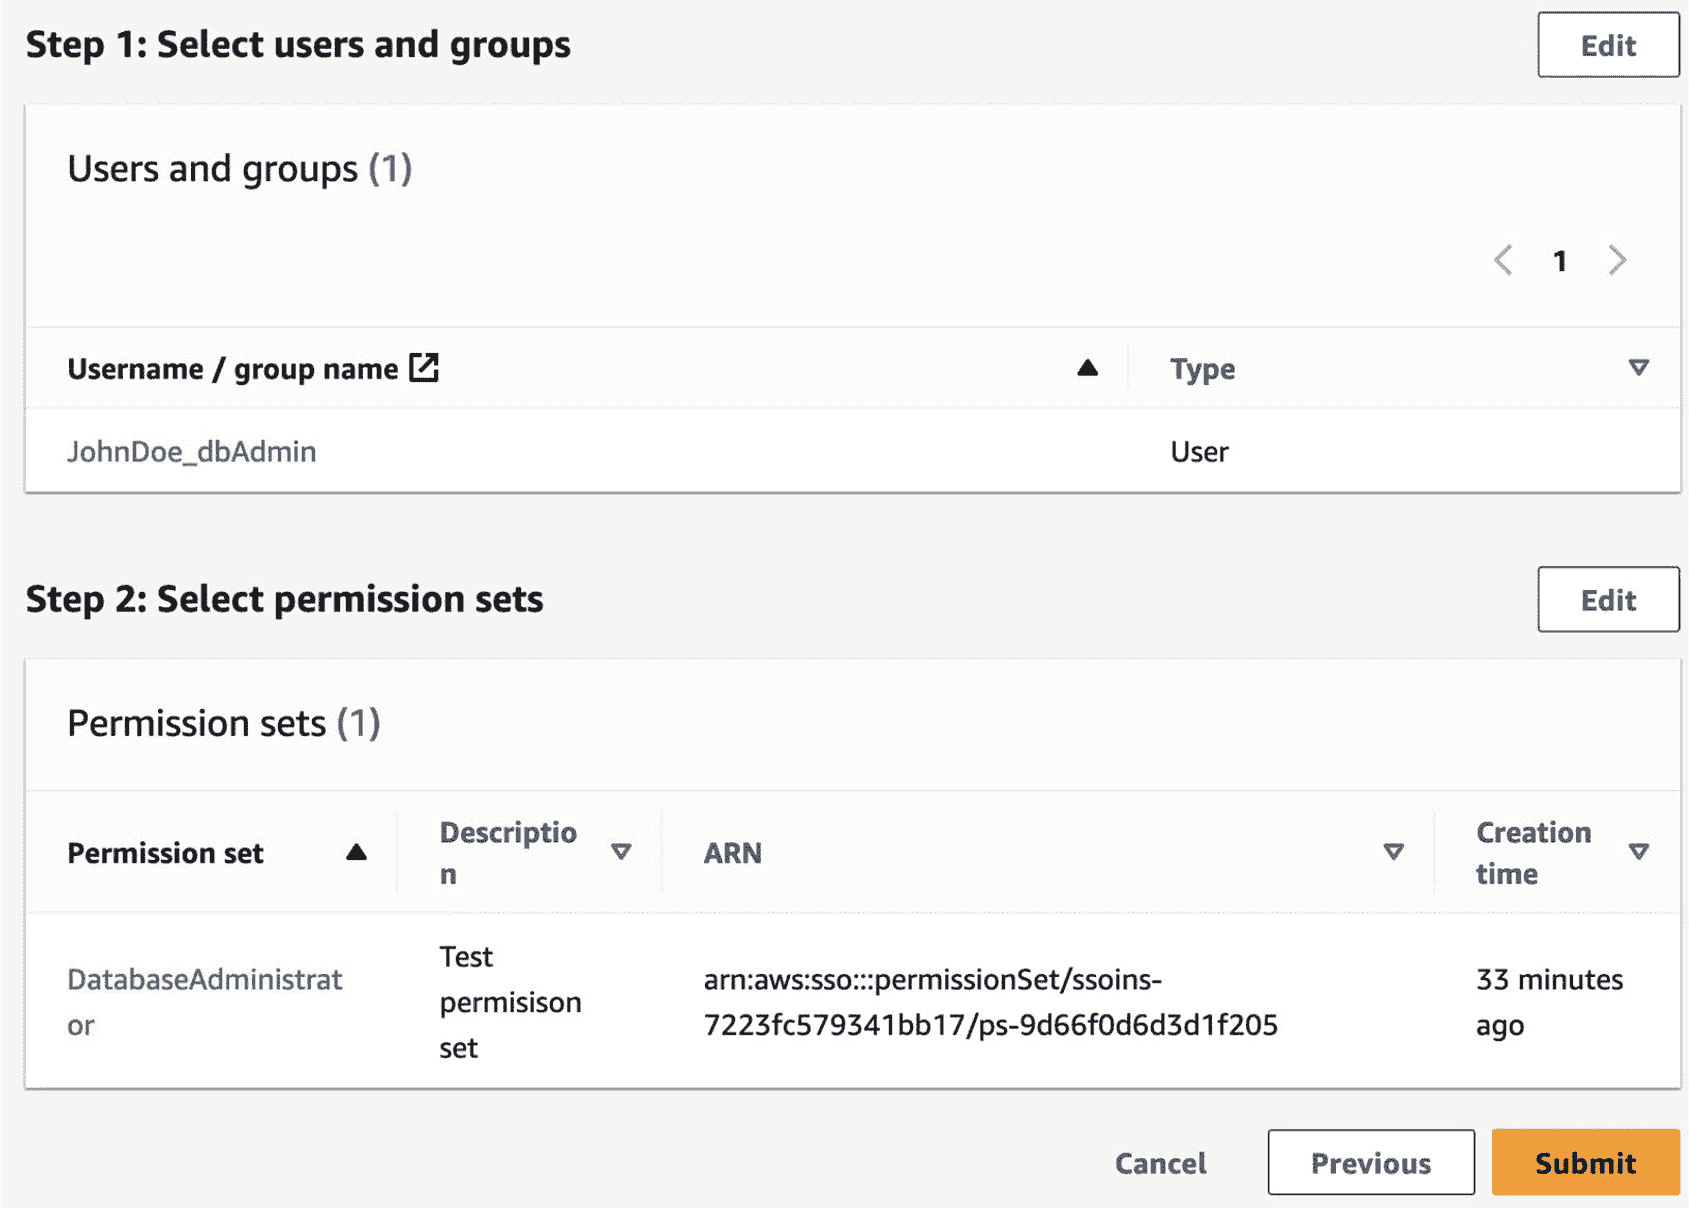 Step 1: Select users and groups
Edit
Users and groups (1)
1
Username / group name
Type
JohnDoe_dbAdmin
User
Step 2: Select permission sets
Edit
Permission sets (1)
Permission set
Descriptio
n
ARN
Creation
time
DatabaseAdministrat
or
Test
permisison
set
arn:aws:sso:::permissionSet/ssoins-
7223fc579341bb17/ps-9d66f0d6d3d1f205
33 minutes
ago
Cancel
Previous
Submit